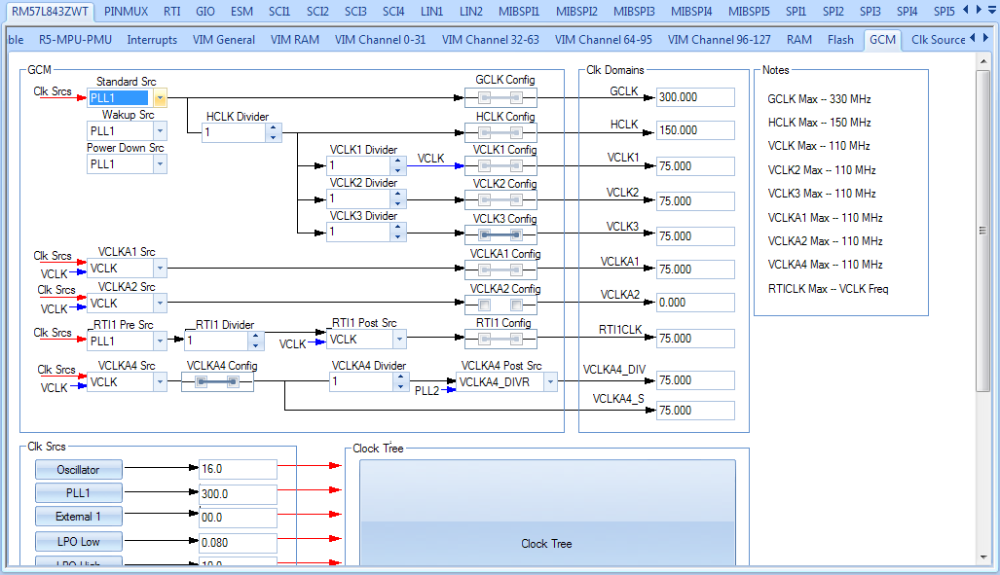 RM57L843ZWT PINMUX RTI GIO ESM SCI1 SCI2 SCI3 SCI4 LIN1 LIN2 MIBSPI1 MIBSPI2 MIBSPI3 MIBSPI4 MIBSPI5 SPI1 SPI2 SPI3 SPI4 SPI5
ble R5-MPU-PMU Interrupts VIM General VIM RAM VIM Channel 0-31 VIM Channel 32-63 VIM Channel 64-95 VIM Channel 96-127 RAM Flash GCM Clk Source
GCM
Clk Domains
Notes
Standard Src
Clk Srcs
PLL1
GCLK Config
GCLK
300.000
GCLK Max -- 330 MHz
Wakup Src
PLL1
HCLK Divider
1
HCLK Config
HCLK
150.000
HCLK Max -- 150 MHz
Power Down Src
PLL1
VCLK1 Divider
1
VCLK
VCLK1 Config
VCLK1
75.000
VCLK Max -- 110 MHz
VCLK2 Divider
1
VCLK2 Config
VCLK2
75.000
VCLK2 Max -- 110 MHz
VCLK3 Divider
1
VCLK3 Config
VCLK3
75.000
VCLK3 Max -- 110 MHz
VCLKA1 Max -- 110 MHz
Clk Srcs
VCLK
VCLKA1 Src
VCLK
VCLKA1 Config
VCLKA1
75.000
VCLKA2 Max -- 110 MHz
VCLKA4 Max -- 110 MHz
Clk Srcs
VCLK
VCLKA2 Src
VCLK
VCLKA2 Config
VCLKA2
0.000
RTICLK Max -- VCLK Freq
Clk Srcs
RTI1 Pre Src
PLL1
RTI1 Divider
1
VCLK
RTI1 Post Src
VCLK
RTI1 Config
RTI1CLK
75.000
Clk Srcs
VCLK
VCLKA4 Src
VCLK
VCLKA4 Config
VCLKA4 Divider
1
PLL2
VCLKA4 Post Src
VCLKA4_DIVR
VCLKA4_DIV
75.000
VCLKA4_S
75.000
Clk Srcs
Clock Tree
Oscillator 16.0
PLL1 300.0
External 1 00.0
LPO Low 0.080
LPO High 10.0
Clock Tree